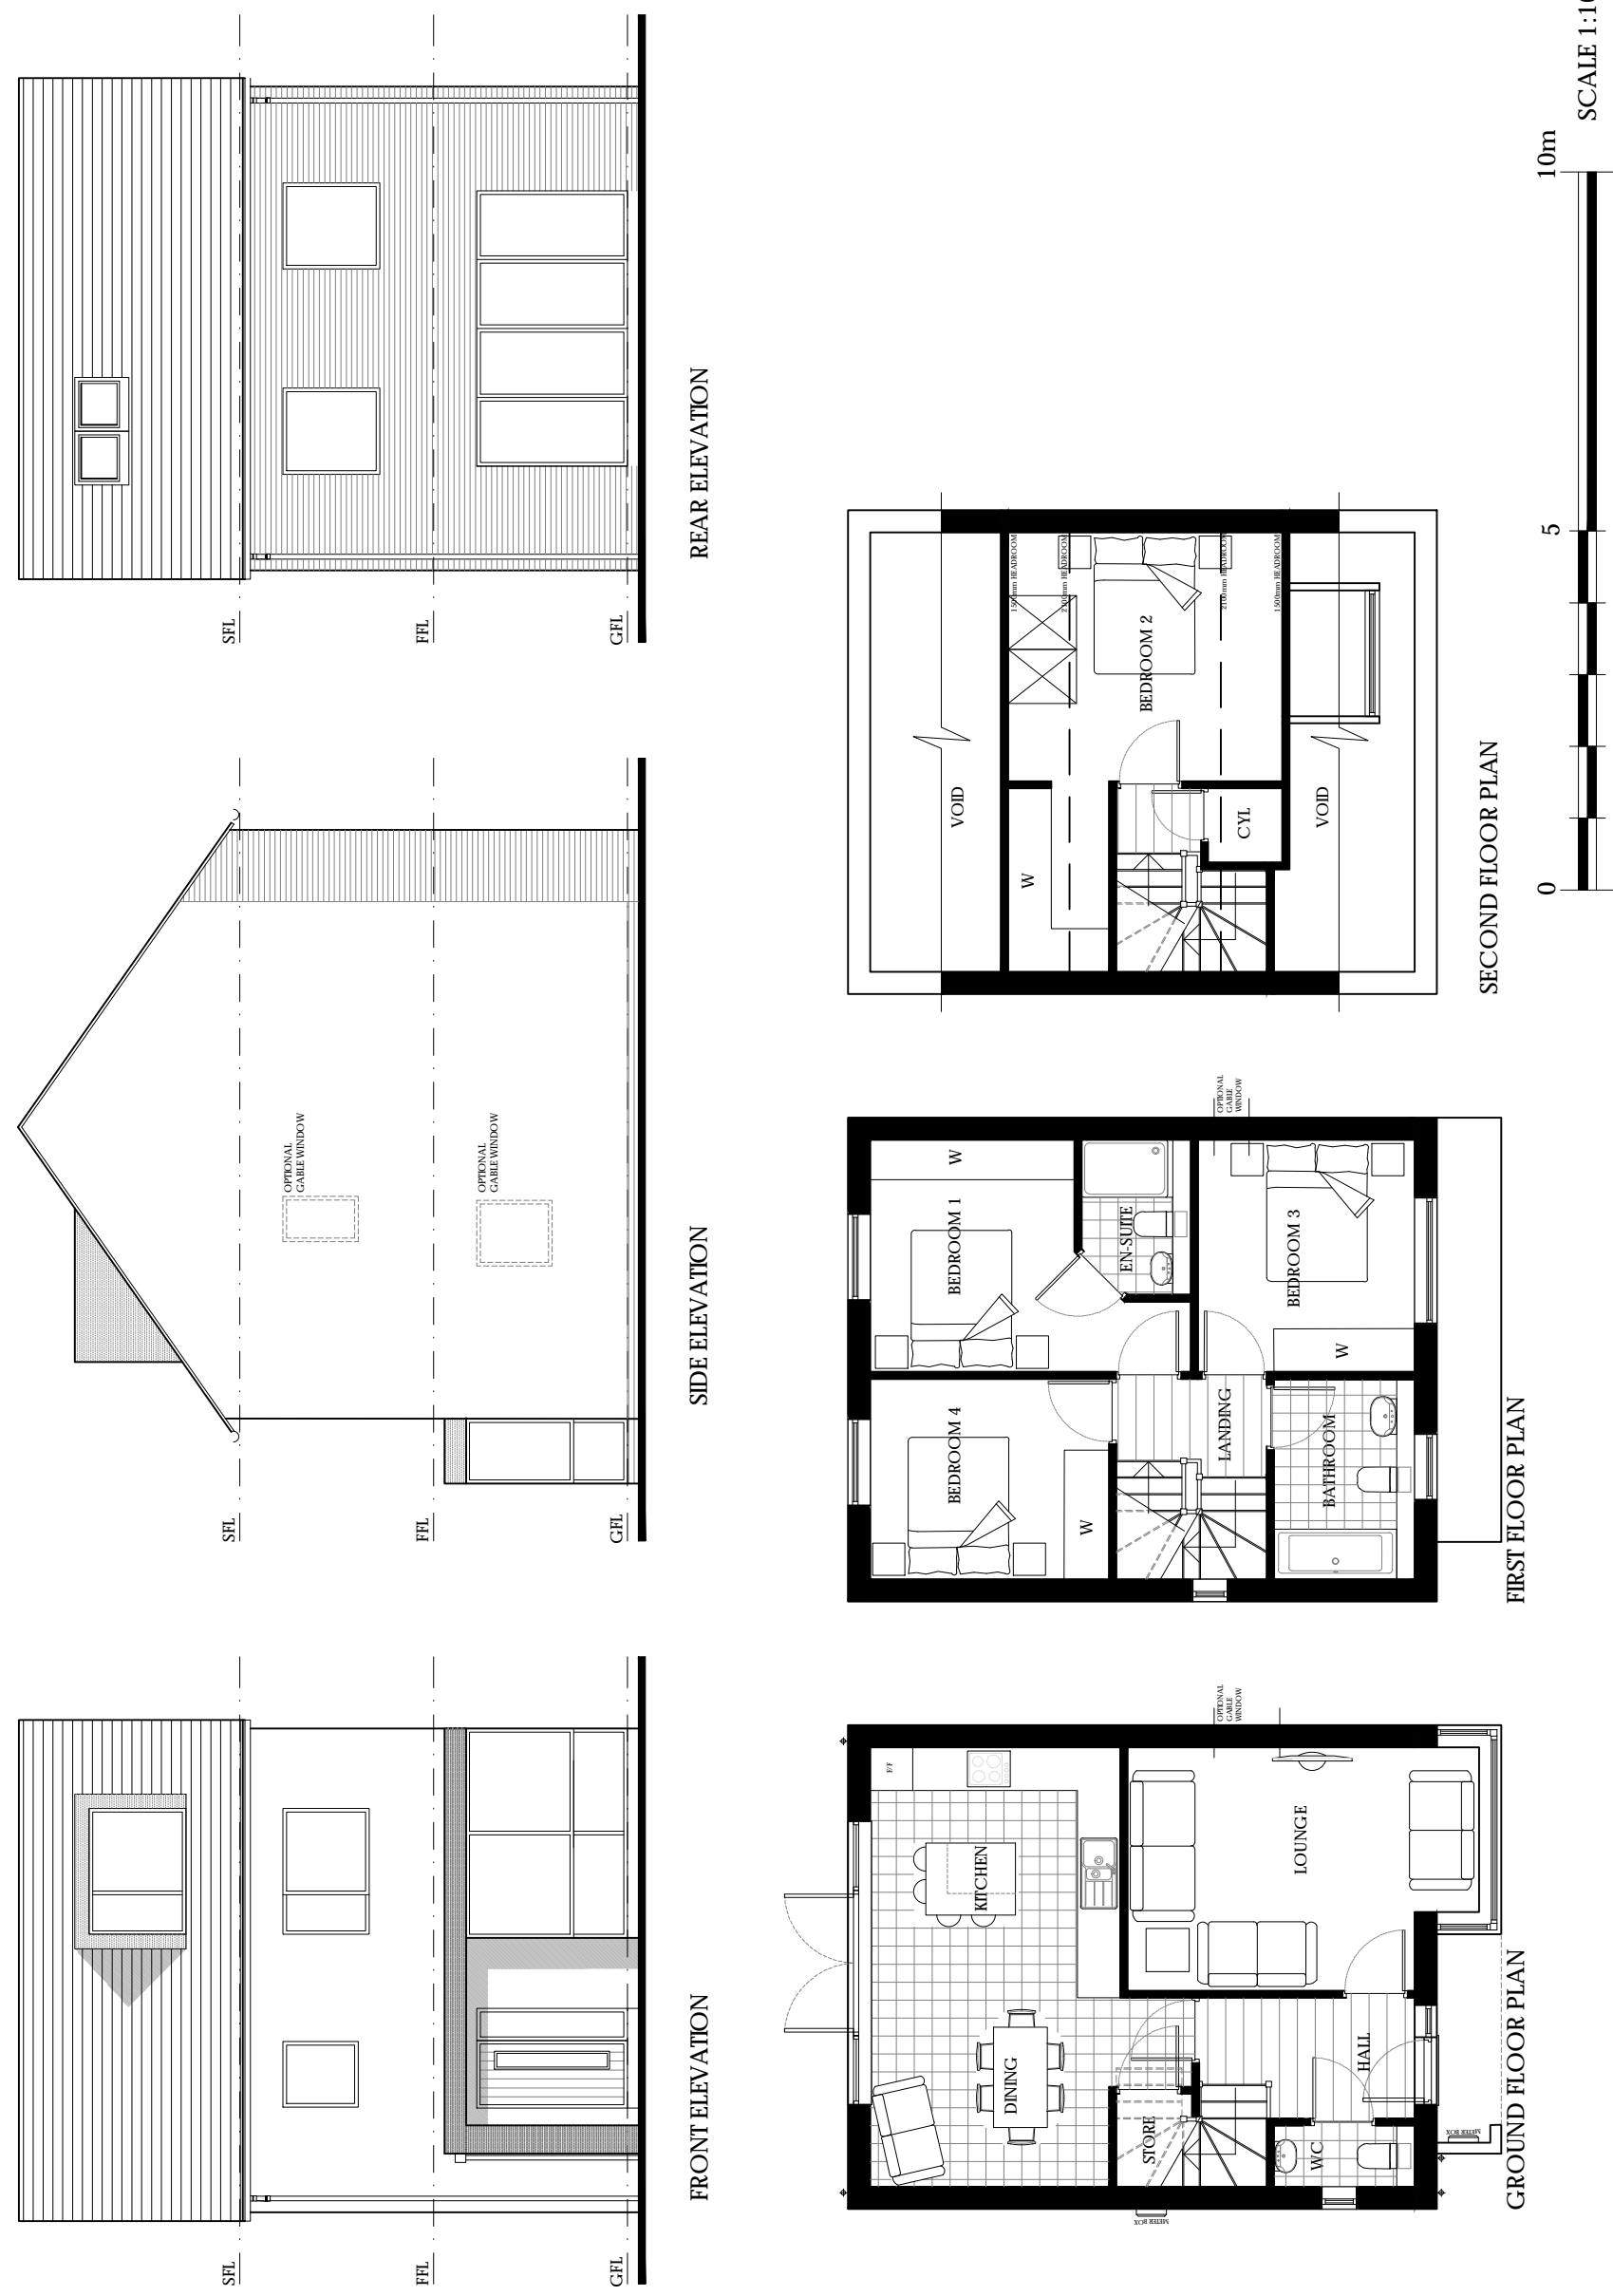 SFL
FFL
GFL
FRONT ELEVATION
OPTIONAL
GABLE WINDOW
OPTIONAL
GABLE WINDOW
SFL
FFL
GFL
SIDE ELEVATION
SFL
FFL
GFL
REAR ELEVATION
F/F
KITCHEN
DINING
STORE
LOUNGE
HALL
WC
METER BOX
METER BOX
OPTIONAL
GABLE
WINDOW
GROUND FLOOR PLAN
BEDROOM 1
W
EN-SUITE
BEDROOM 4
W
LANDING
BEDROOM 3
W
BATHROOM
OPTIONAL
GABLE
WINDOW
FIRST FLOOR PLAN
VOID
1500mm HEADROOM
2100mm HEADROOM
BEDROOM 2
2100mm HEADROOM
1500mm HEADROOM
W
CYL
VOID
SECOND FLOOR PLAN
0
5
10m
SCALE 1:10